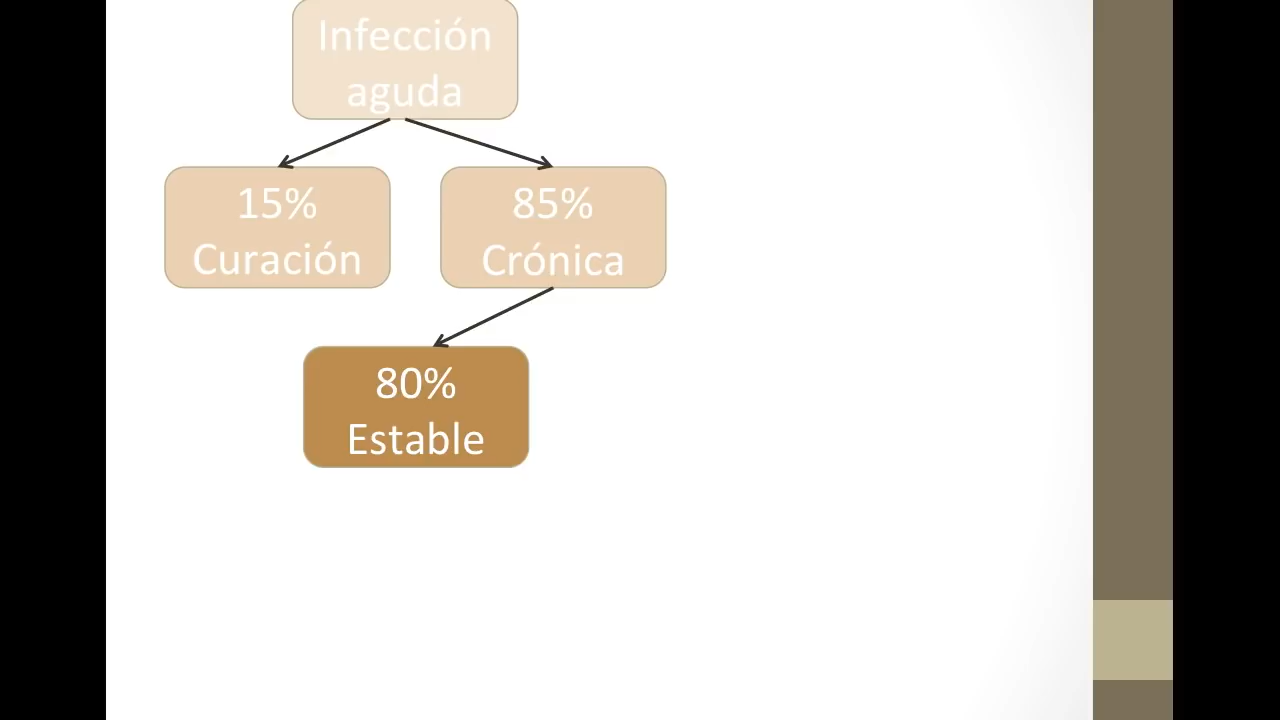 Infección
aguda
15%
Curación
85%
Crónica
80%
Estable